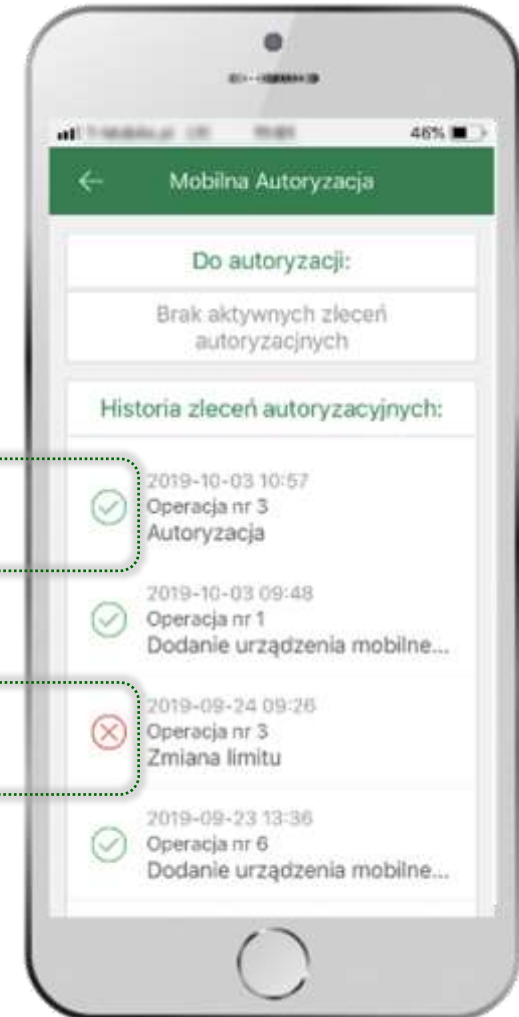 46%
Mobilna Autoryzacja
Do autoryzacji:
Brak aktywnych zleceń
autoryzacjnych
Historia zleceń autoryzacyjnych:
2019-10-03 10:57
Operacja nr 3
Autoryzacja
2019-10-03 09:48
Operacja nr 1
Dodanie urządzenia mobilne...
2019-09-24 09:26
Operacja nr 3
Zmiana limitu
2019-09-23 13:36
Operacja nr 6
Dodanie urządzenia mobilne...